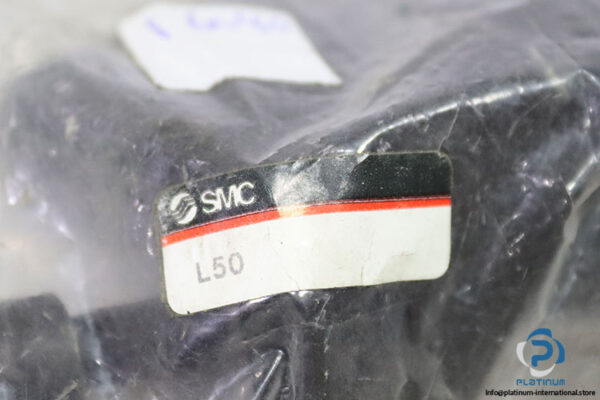 SMC
L50
PLATINUM
info@platinum-international.store